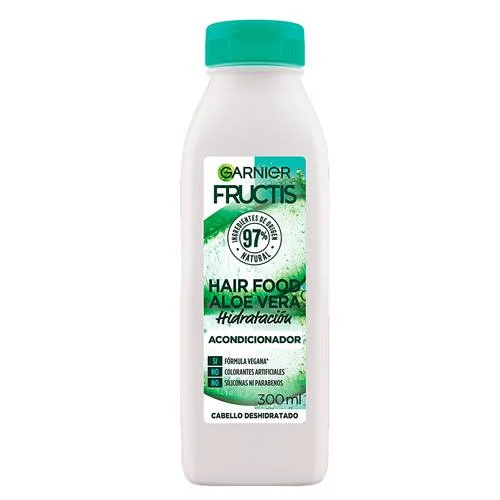 GARNIER
FRUCTIS
INGREDIENTES DE ORIGEN
97%
NATURAL
HAIR FOOD
ALOE VERA
Hidratación
ACONDICIONADOR
SI FÓRMULA VEGANA*
NO COLORANTES ARTIFICIALES
NO SILICONAS NI PARABENOS
300ml
CABELLO DESHIDRATADO